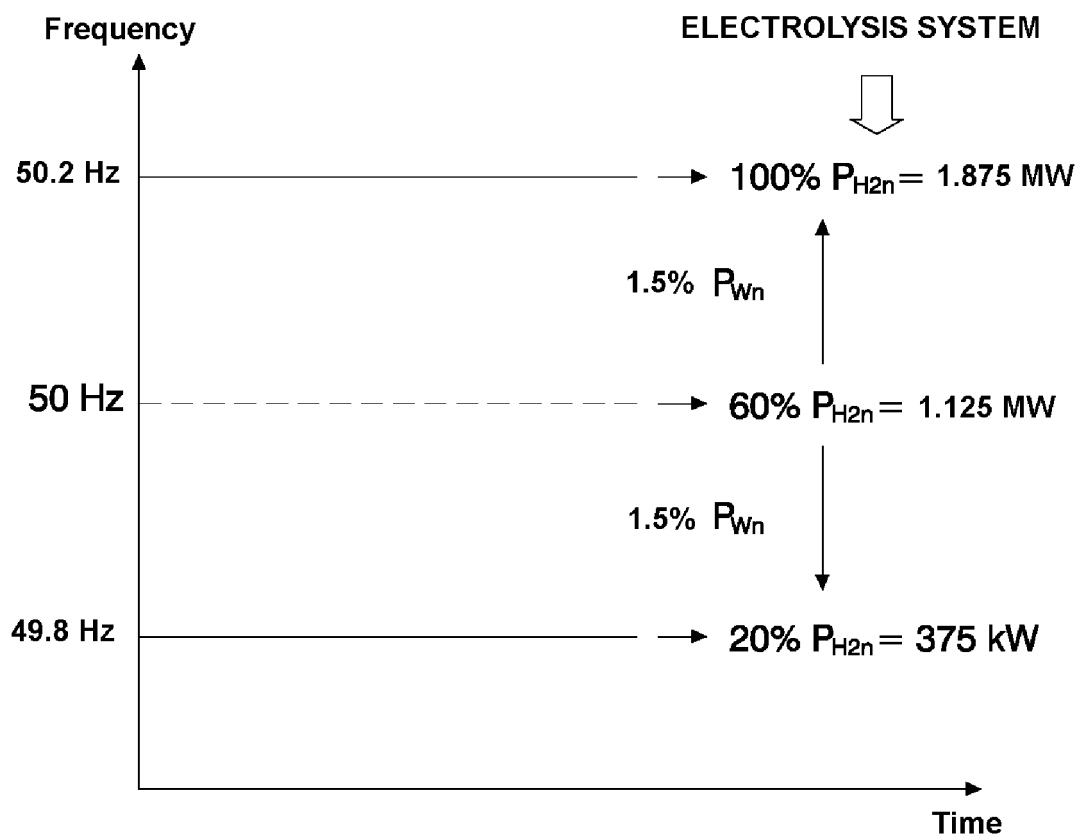 Frequency
ELECTROLYSIS SYSTEM
50.2 Hz
100% PH2n = 1.875 MW
1.5% PWn
50 Hz
60% PH2n = 1.125 MW
1.5% PWn
49.8 Hz
20% PH2n = 375 kW
Time